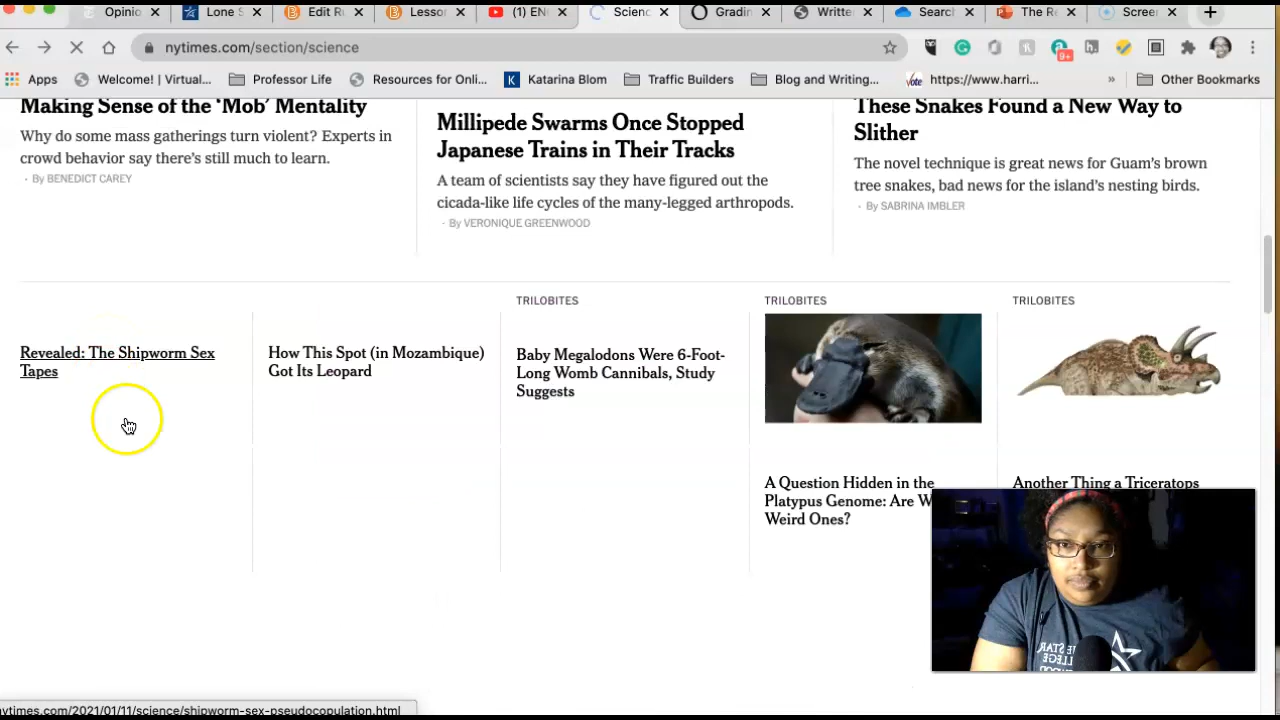 Opinio
Lone S
Edit Ru
Lesso
(1) EN
Scienc
Gradin
Writte
Search
The Re
Screen
nytimes.com/section/science
9+
Apps
Welcome! | Virtual...
Professor Life
Resources for Onli...
K
Katarina Blom
Traffic Builders
Blog and Writing...
vote
https://www.harri...
»
Other Bookmarks
Making Sense of the ‘Mob’ Mentality
Why do some mass gatherings turn violent? Experts in
crowd behavior say there’s still much to learn.
· By BENEDICT CAREY
Millipede Swarms Once Stopped
Japanese Trains in Their Tracks
A team of scientists say they have figured out the
cicada-like life cycles of the many-legged arthropods.
· By VERONIQUE GREENWOOD
These Snakes Found a New Way to
Slither
The novel technique is great news for Guam’s brown
tree snakes, bad news for the island’s nesting birds.
· By SABRINA IMBLER
Revealed: The Shipworm Sex
Tapes
How This Spot (in Mozambique)
Got Its Leopard
TRILOBITES
Baby Megalodons Were 6-Foot-
Long Womb Cannibals, Study
Suggests
TRILOBITES
A Question Hidden in the
Platypus Genome: Are W
Weird Ones?
TRILOBITES
Another Thing a Triceratops
nytimes.com/2021/01/11/science/shipworm-sex-pseudocopulation.html